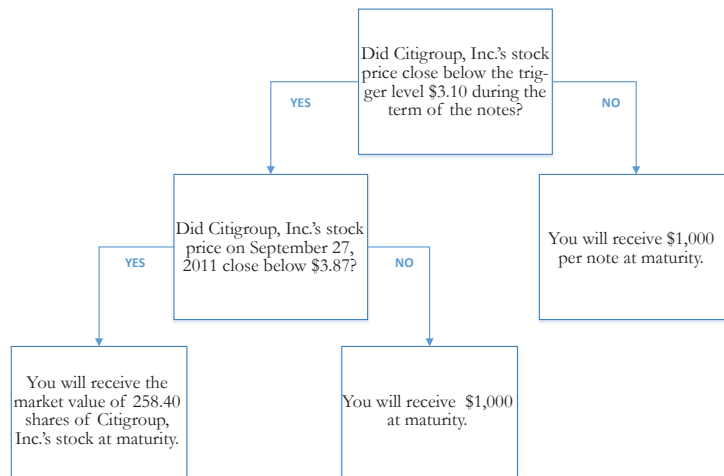 Did Citigroup, Inc.'s stock
price close below the trig-
ger level $3.10 during the
term of the notes?
YES
NO
Did Citigroup, Inc.'s stock
price on September 27,
2011 close below $3.87?
You will receive $1,000
per note at maturity.
YES
NO
You will receive the
market value of 258.40
shares of Citigroup,
Inc.'s stock at maturity.
You will receive $1,000
at maturity.